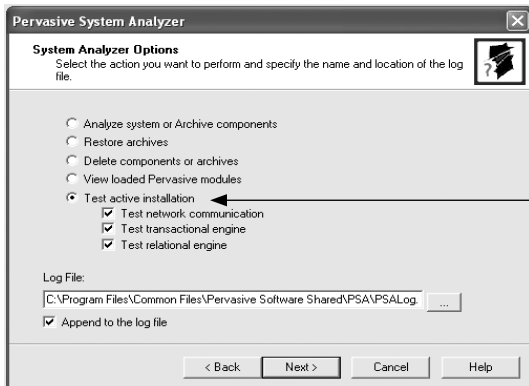 Pervasive System Analyzer
System Analyzer Options
Select the action you want to perform and specify the name and location of the log
file.
Analyze system or Archive components
Restore archives
Delete components or archives
View loaded Pervasive modules
Test active installation
Test network communication
Test transactional engine
Test relational engine
Log File:
C:\Program Files\Common Files\Pervasive Software Shared\PSA\PSALog.
...
Append to the log file
< Back
Next >
Cancel
Help